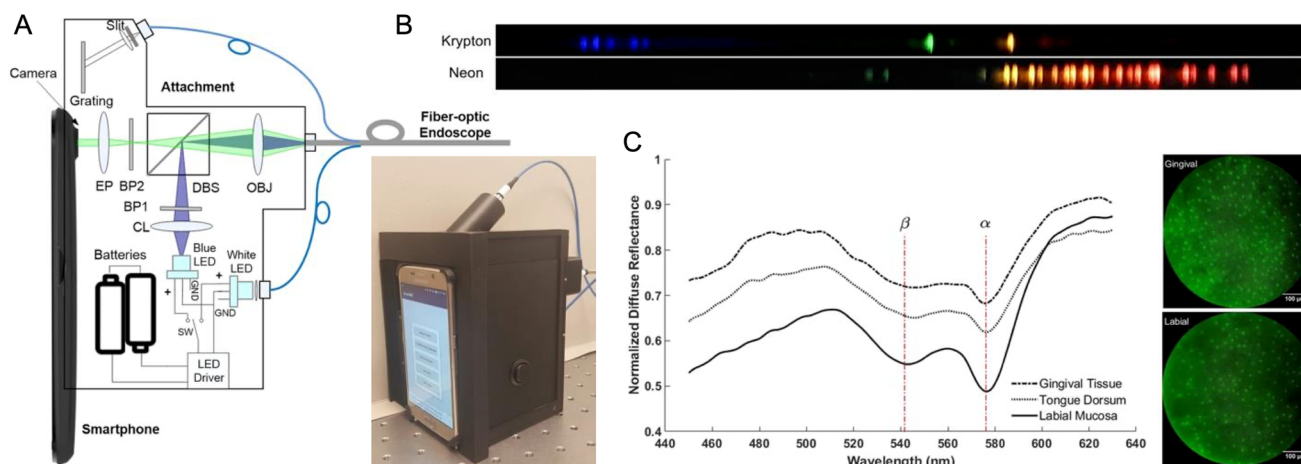 A
Slit
Camera
Grating
Attachment
Fiber-optic
Endoscope
EP
BP2
DBS
OBJ
BP1
CL
Batteries
Blue
LED
White
LED
+
GND
+
GND
SW
LED
Driver
Smartphone
B
Krypton
Neon
C
Normalized Diffuse Reflectance
1
0.9
0.8
0.7
0.6
0.5
0.4
β
α
Gingival Tissue
Tongue Dorsum
Labial Mucosa
440
460
480
500
520
540
560
580
600
620
640
Wavelength (nm)
Gingival
100 µ
Labial
100 µ